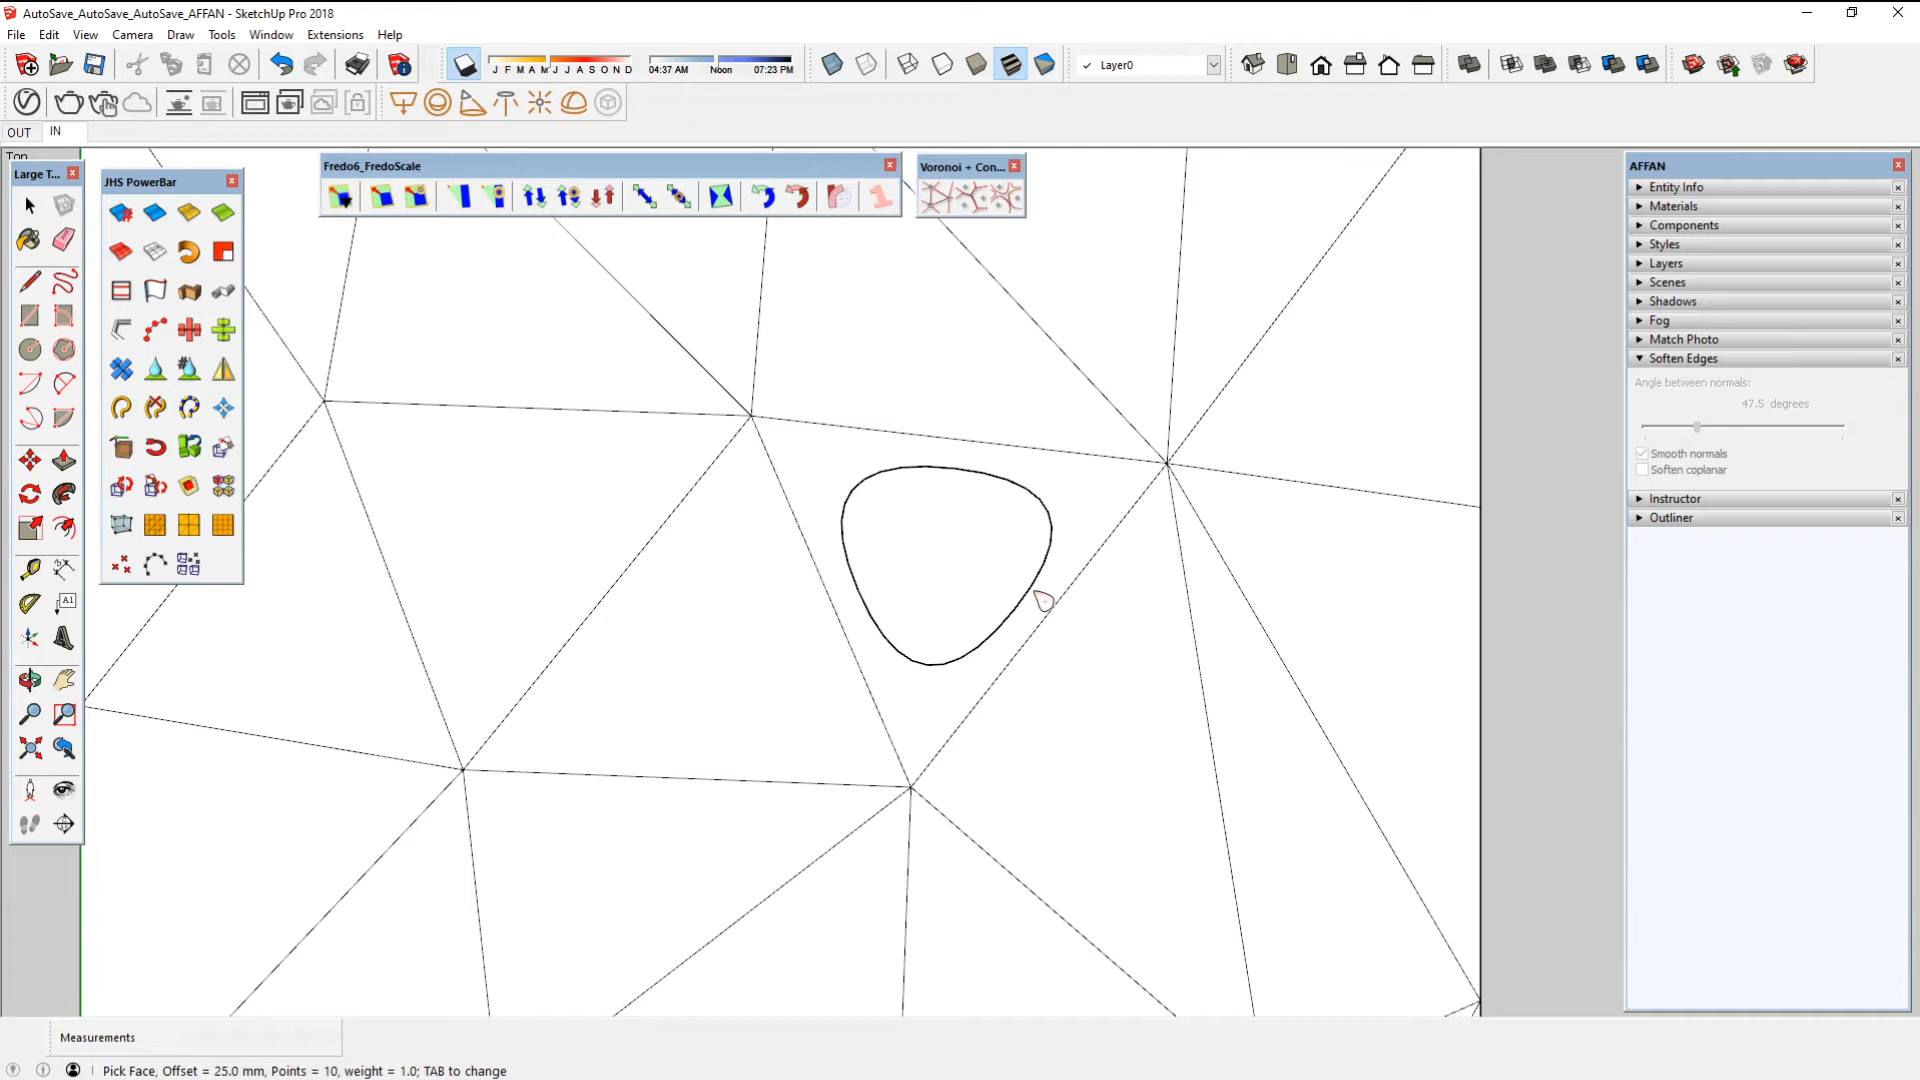 AutoSave_AutoSave_AutoSave_AFFAN - SketchUp Pro 2018
File Edit View Camera Draw Tools Window Extensions Help
J F M A M J J A S O N D
04:37 AM Noon 07:23 PM
Layer0
OUT IN
Top
Large T...
JHS PowerBar
Fredo6_FredoScale
Voronoi + Con...
AFFAN
Entity Info
Materials
Components
Styles
Layers
Scenes
Shadows
Fog
Match Photo
Soften Edges
Angle between normals:
47.5 degrees
Smooth normals
Soften coplanar
Instructor
Outliner
A1
Measurements
Pick Face, Offset = 25.0 mm, Points = 10, weight = 1.0; TAB to change